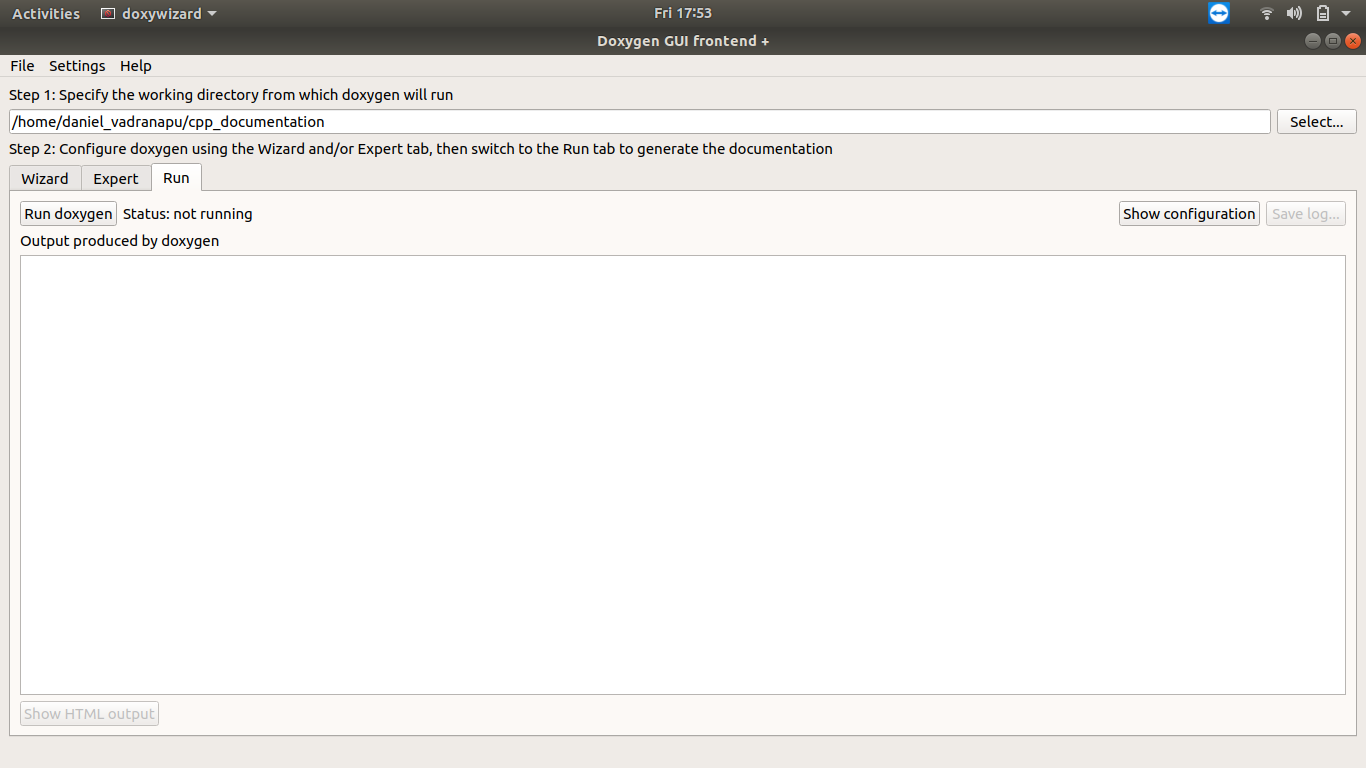 Activities doxywizard Fri 17:53
Doxygen GUI frontend +
File Settings Help
Step 1: Specify the working directory from which doxygen will run
/home/daniel_vadranapu/cpp_documentation Select...
Step 2: Configure doxygen using the Wizard and/or Expert tab, then switch to the Run tab to generate the documentation
Wizard Expert Run
Run doxygen Status: not running Show configuration Save log...
Output produced by doxygen
Show HTML output